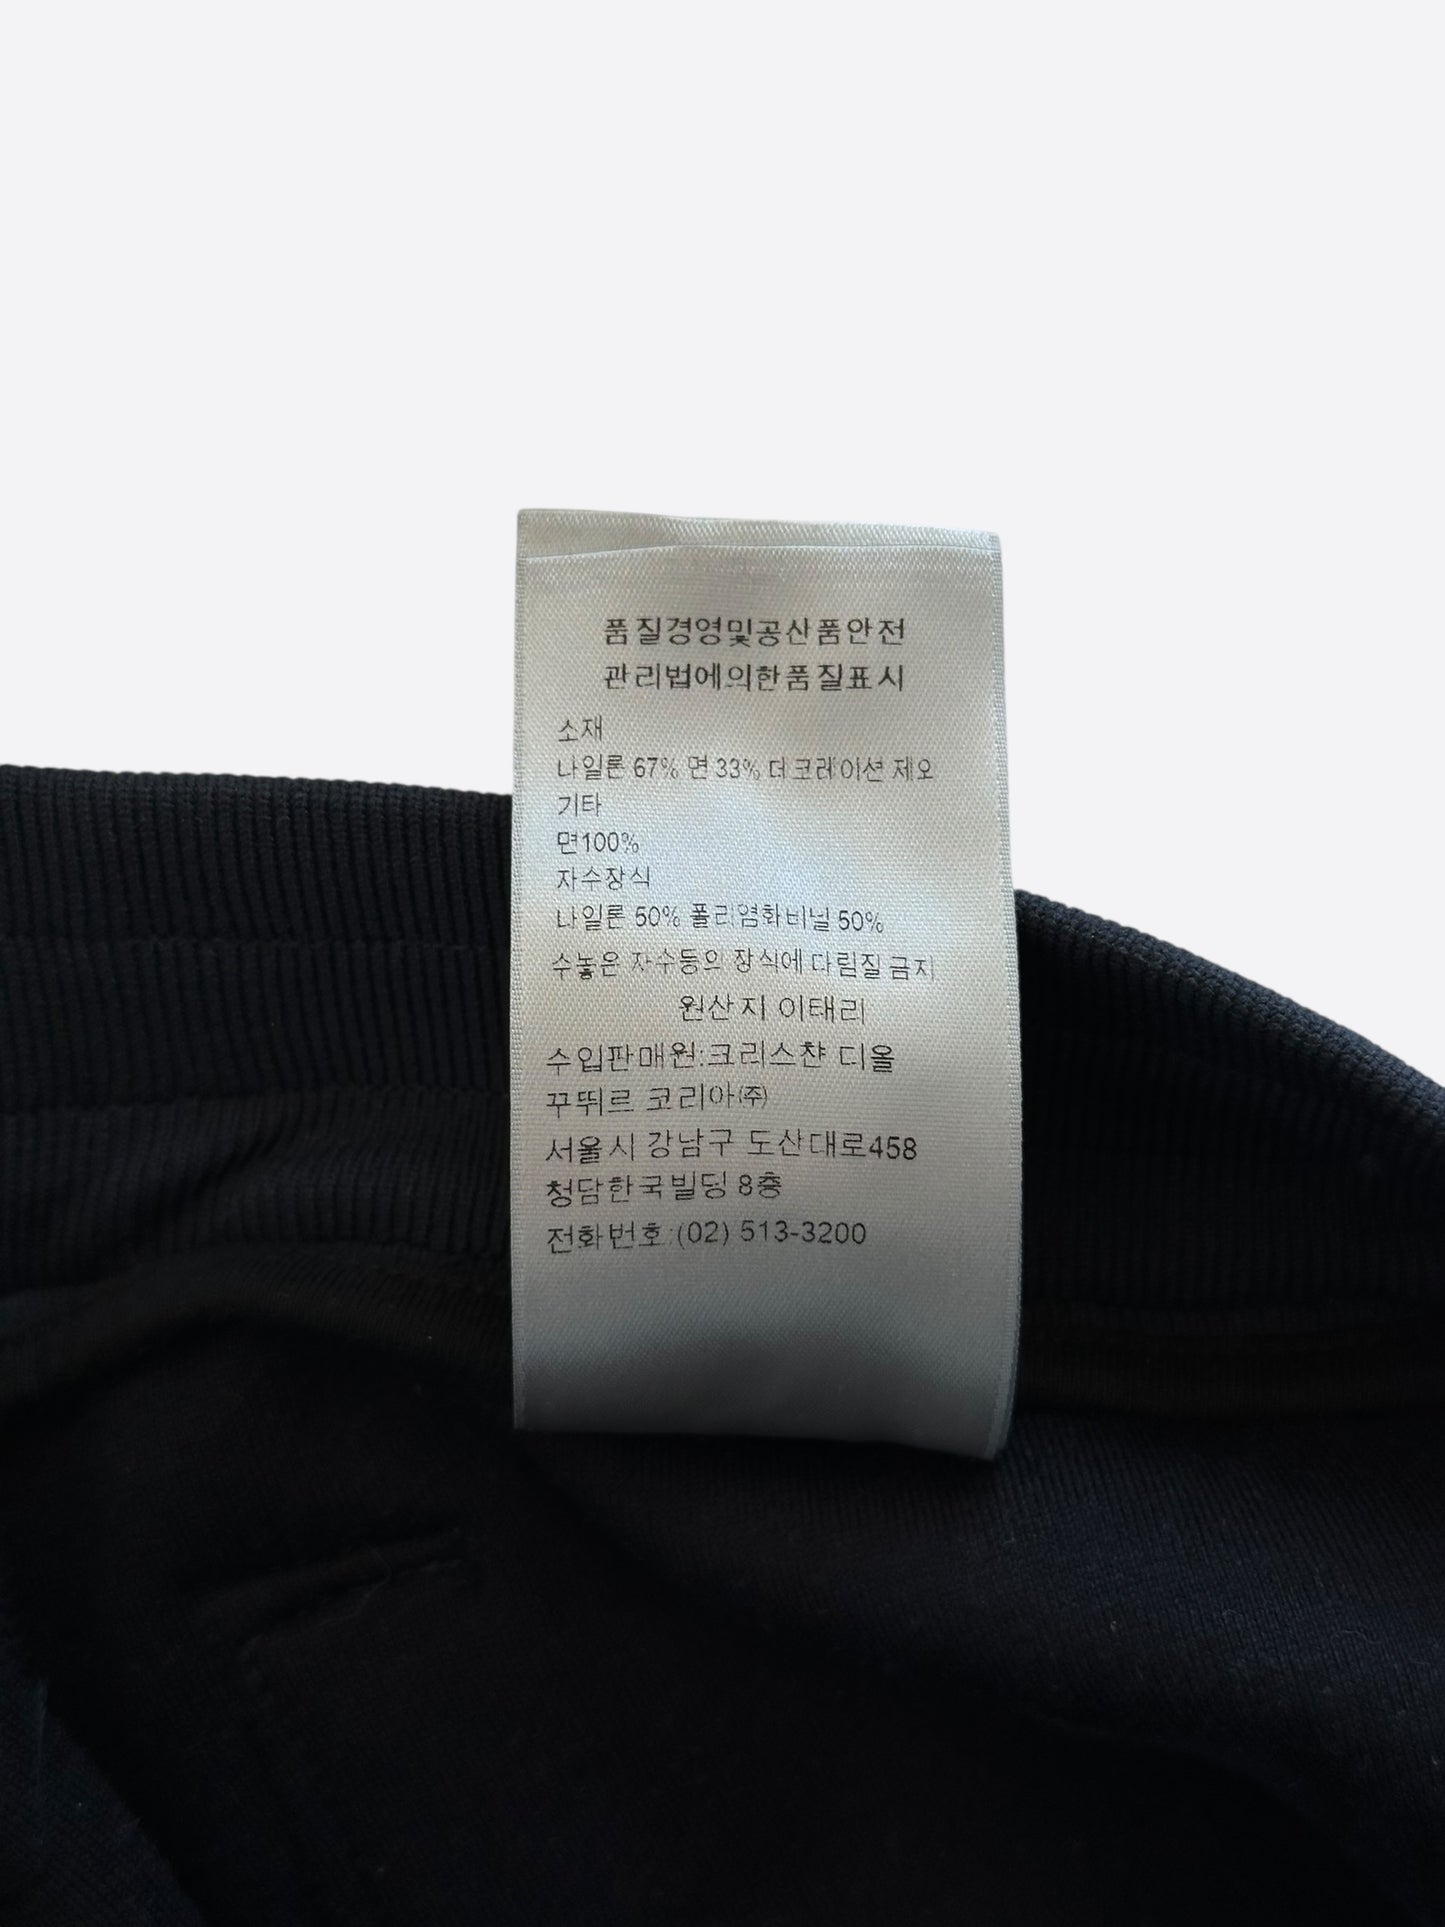 품질경영및공산품안전
관리법에의한품질표시
소재
나일론 67% 면 33% 데코레이션 제오
기타
면100%
자수장식
나일론 50% 폴리염화비닐 50%
수놓은 자수등의 장식에 다림질 금지
원산지 이태리
수입판매원:크리스챤 디올
꾸뛰르 코리아㈜
서울시 강남구 도산대로458
청담한국빌딩 8층
전화번호:(02) 513-3200